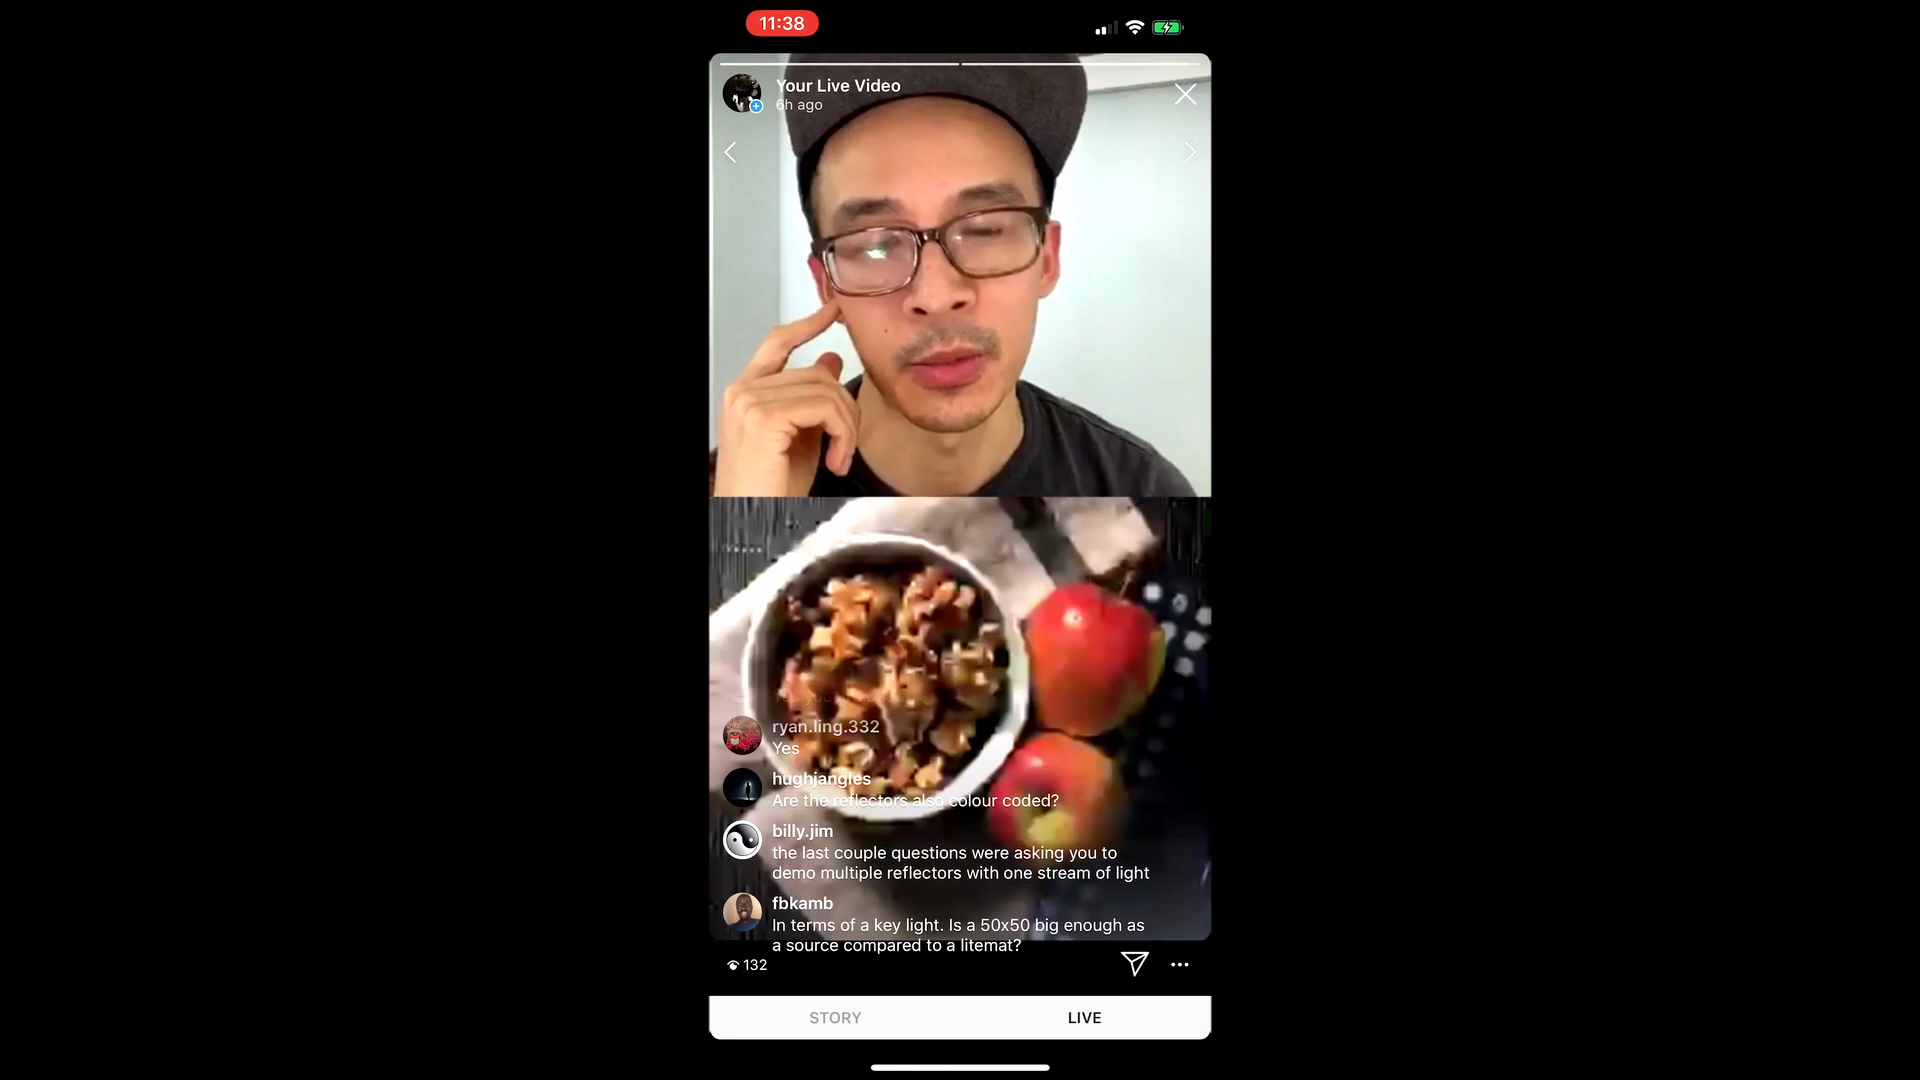 11:38
Your Live Video
6h ago
ryan.ling.332
Yes
hughjangles
Are the reflectors also colour coded?
billy.jim
the last couple questions were asking you to
demo multiple reflectors with one stream of light
fbkamb
In terms of a key light. Is a 50x50 big enough as
a source compared to a litemat?
132
STORY
LIVE